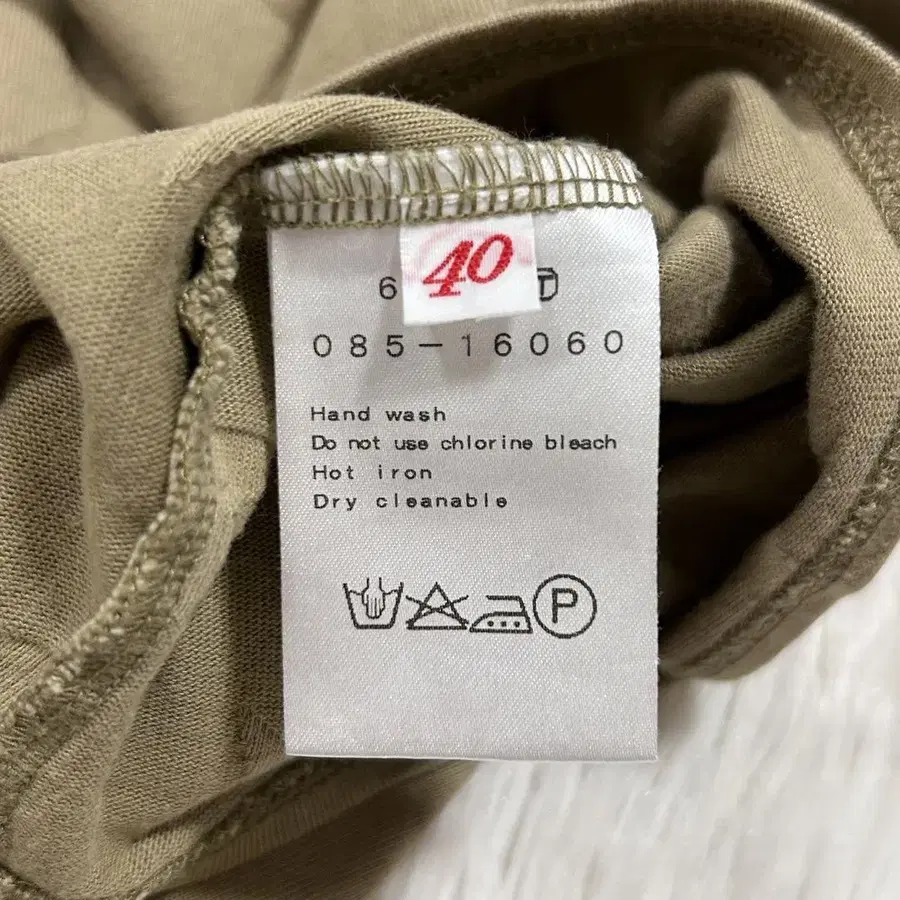 40
6
085-16060
Hand wash
Do not use chlorine bleach
Hot iron
Dry cleanable
P